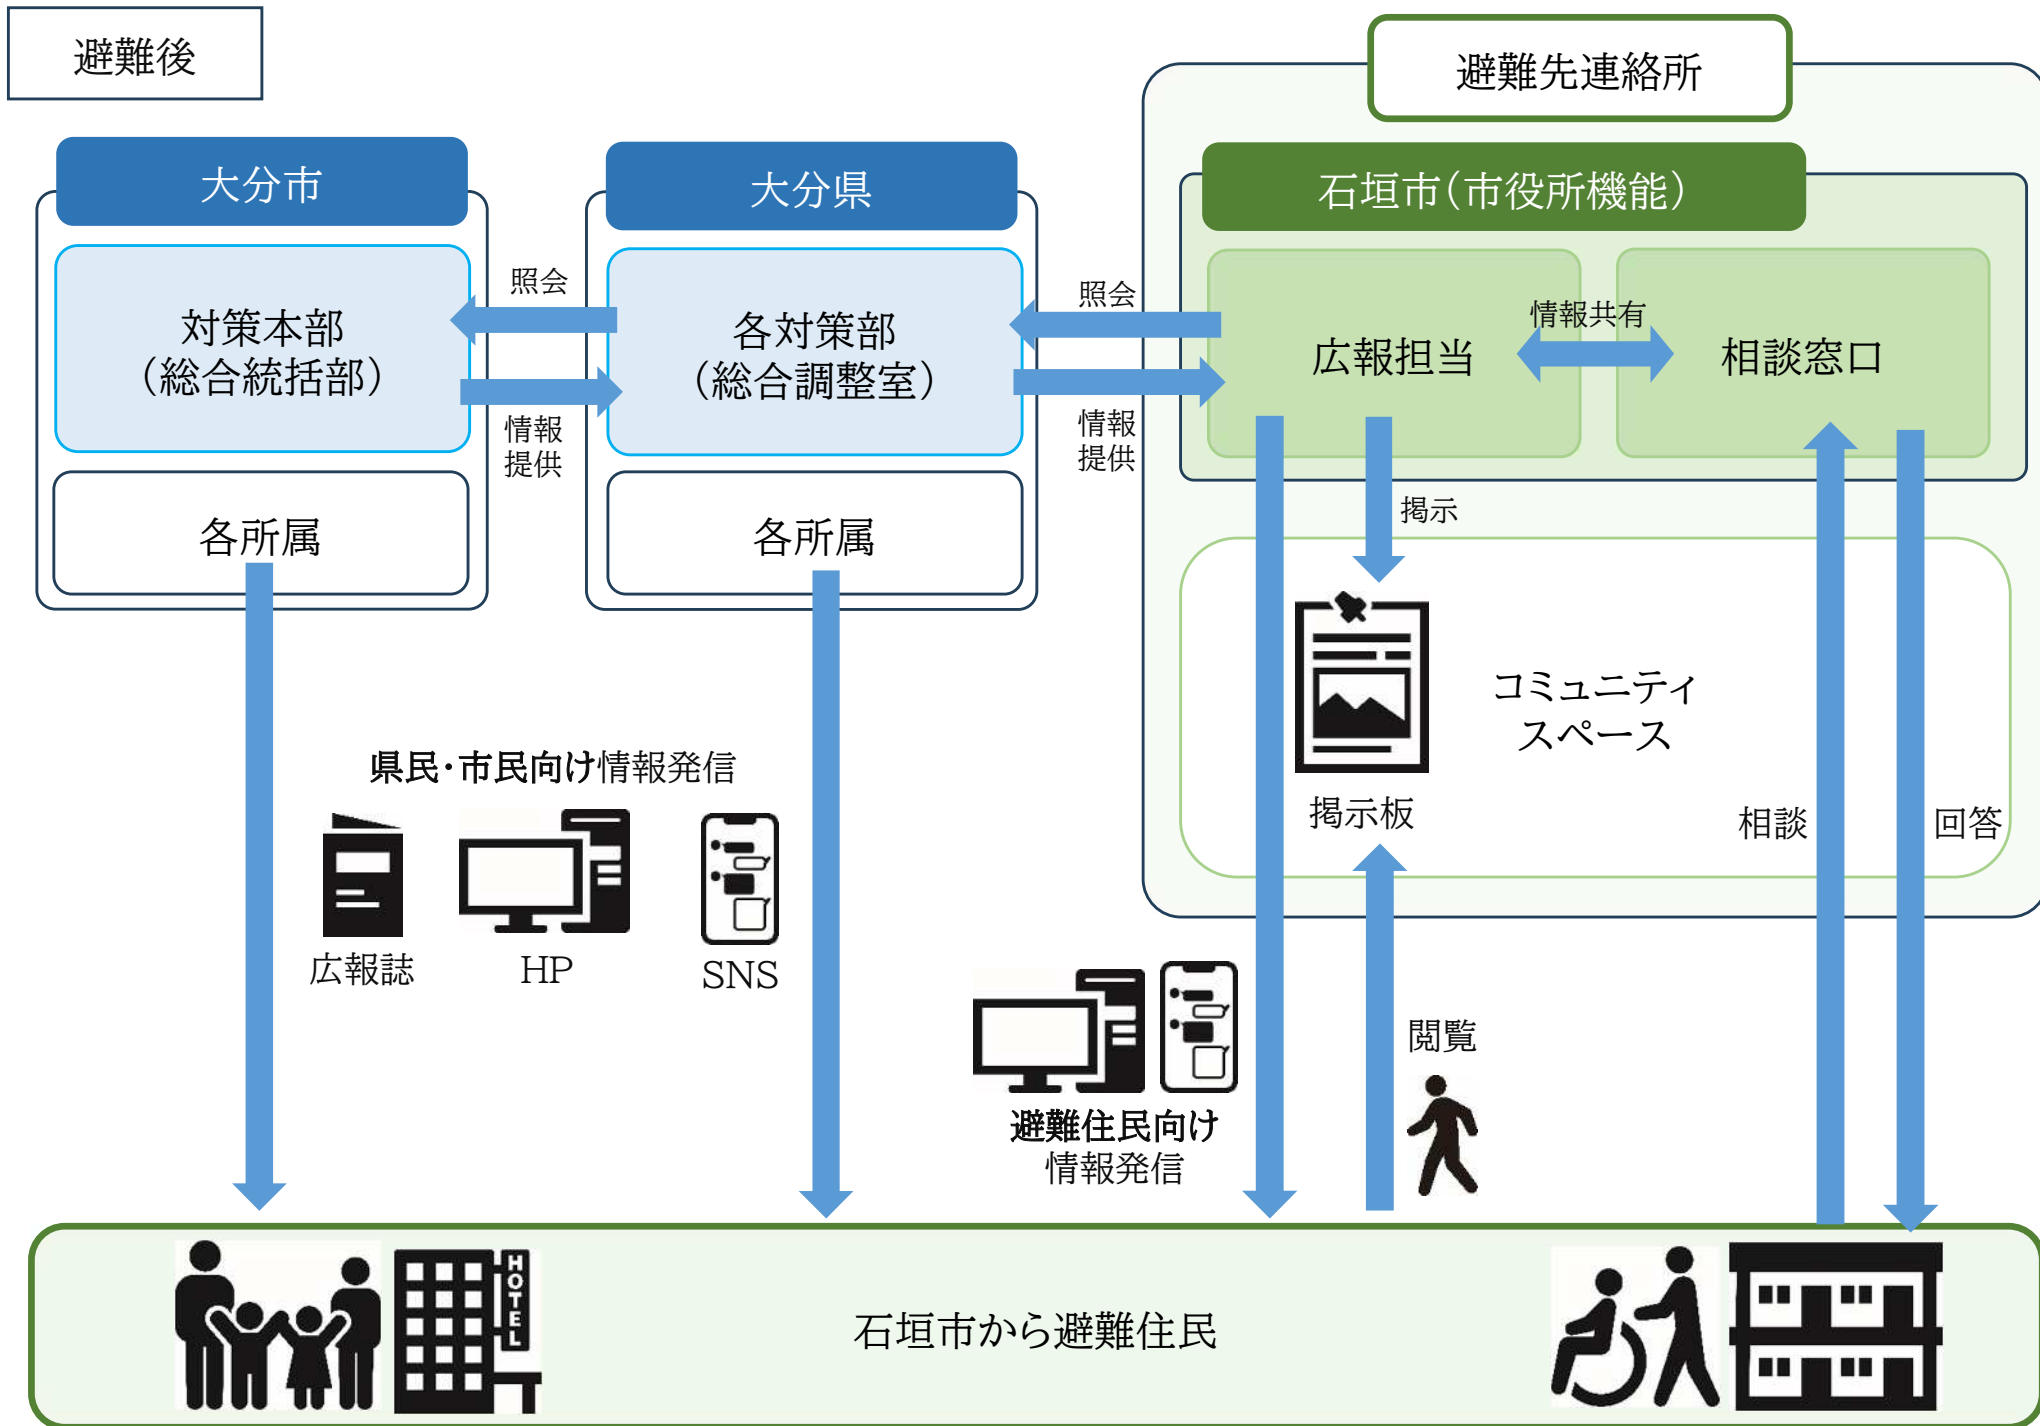 避難後
避難先連絡所
大分市
大分県
石垣市(市役所機能)
対策本部
(総合統括部)
照会
情報
提供
各対策部
(総合調整室)
照会
情報
提供
広報担当
情報共有
相談窓口
各所属
各所属
掲示
コミュニティ
スペース
掲示板
相談
回答
県民・市民向け情報発信
広報誌
HP
SNS
閲覧
避難住民向け
情報発信
HOTEL
石垣市から避難住民